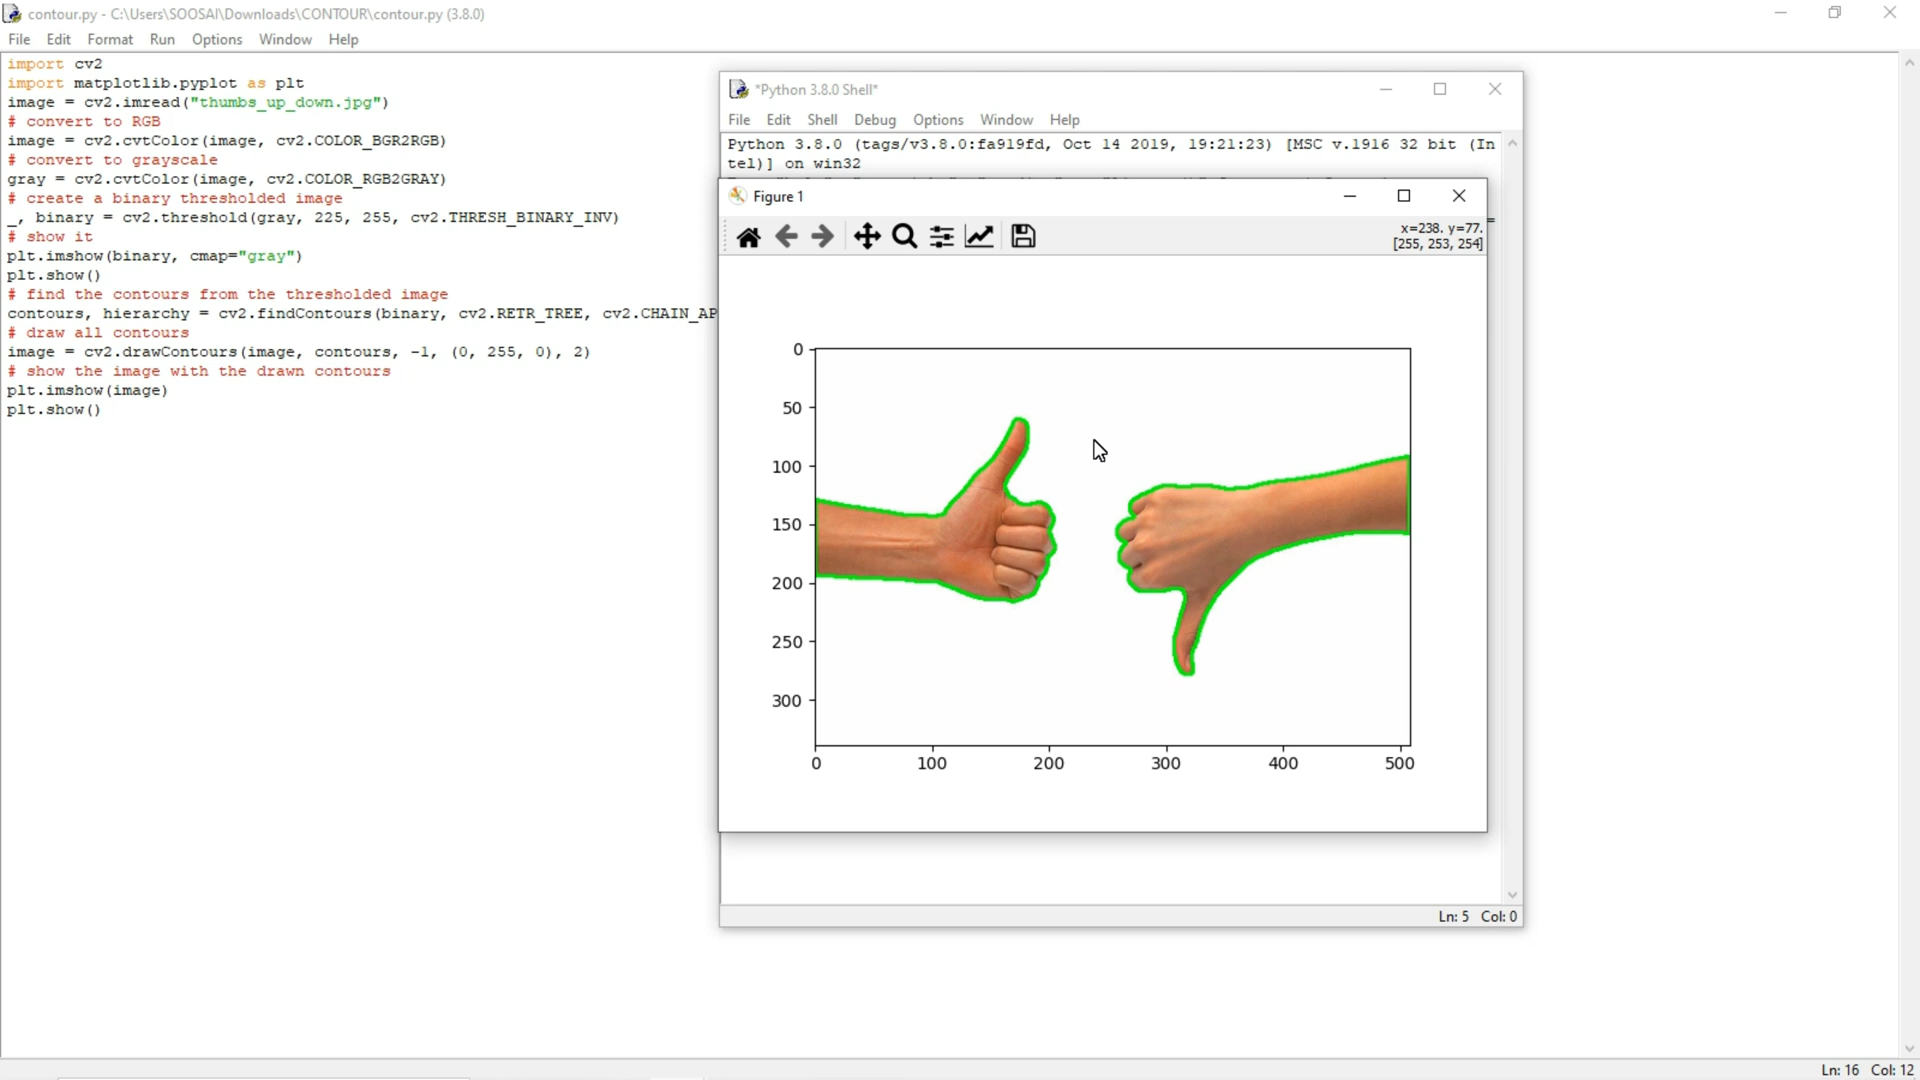 contour.py - C:\Users\SOOSAI\Downloads\CONTOUR\contour.py (3.8.0)
File Edit Format Run Options Window Help
import cv2
import matplotlib.pyplot as plt
image = cv2.imread("thumbs_up_down.jpg")
# convert to RGB
image = cv2.cvtColor(image, cv2.COLOR_BGR2RGB)
# convert to grayscale
gray = cv2.cvtColor(image, cv2.COLOR_RGB2GRAY)
# create a binary thresholded image
_, binary = cv2.threshold(gray, 225, 255, cv2.THRESH_BINARY_INV)
# show it
plt.imshow(binary, cmap="gray")
plt.show()
# find the contours from the thresholded image
contours, hierarchy = cv2.findContours(binary, cv2.RETR_TREE, cv2.CHAIN_AP
# draw all contours
image = cv2.drawContours(image, contours, -1, (0, 255, 0), 2)
# show the image with the drawn contours
plt.imshow(image)
plt.show()
*Python 3.8.0 Shell*
File Edit Shell Debug Options Window Help
Python 3.8.0 (tags/v3.8.0:fa919fd, Oct 14 2019, 19:21:23) [MSC v.1916 32 bit (In
tel)] on win32
Figure 1
x=238. y=77.
[255, 253, 254]
0
50
100
150
200
250
300
0 100 200 300 400 500
Ln: 5 Col: 0
Ln: 16 Col: 12